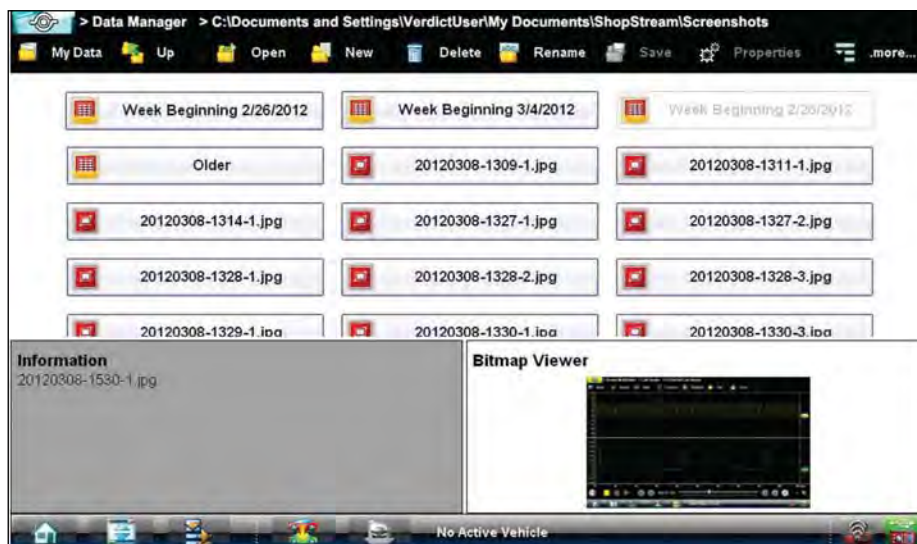 > Data Manager > C:\Documents and Settings\VerdictUser\My Documents\ShopStream\Screenshots
My Data Up Open New Delete Rename Save Properties .more...
Week Beginning 2/26/2012 Week Beginning 3/4/2012 Week Beginning 2/26/2012
Older 20120308-1309-1.jpg 20120308-1311-1.jpg
20120308-1314-1.jpg 20120308-1327-1.jpg 20120308-1327-2.jpg
20120308-1328-1.jpg 20120308-1328-2.jpg 20120308-1328-3.jpg
20120308-1329-1.jpg 20120308-1330-1.jpg 20120308-1330-3.jpg
Information Bitmap Viewer
20120308-1530-1.jpg
No Active Vehicle